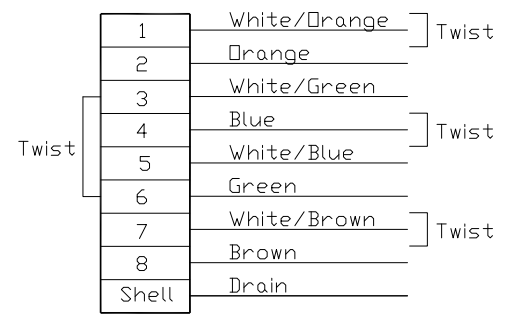 1 White/Orange Twist
2 Orange
3 White/Green
4 Blue Twist
Twist
5 White/Blue
6 Green
7 White/Brown Twist
8 Brown
Shell Drain